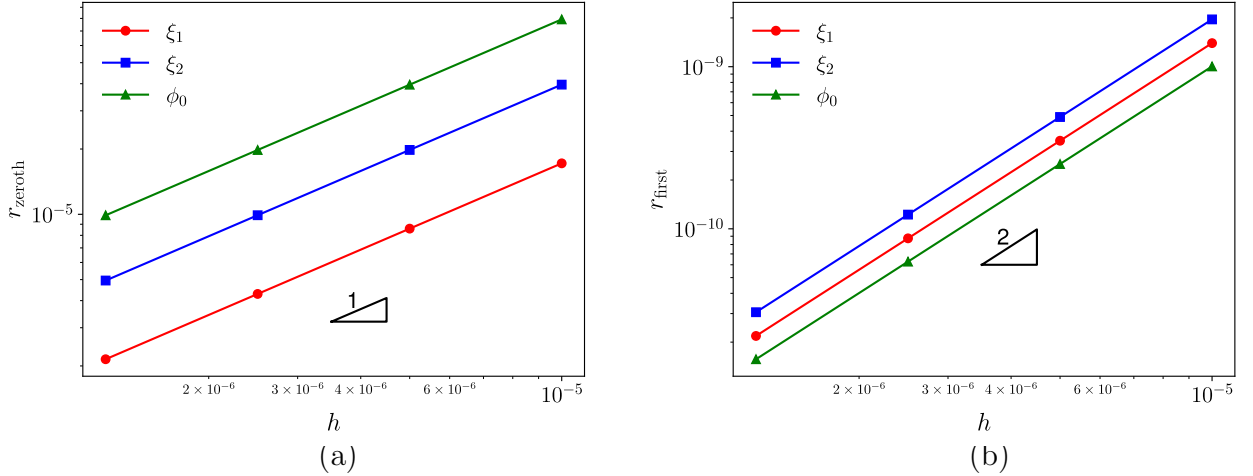 ξ₁
ξ₂
ϕ₀
r_zeroth
10⁻⁵
1
2 × 10⁻⁶
3 × 10⁻⁶
4 × 10⁻⁶
6 × 10⁻⁶
10⁻⁵
h
(a)
ξ₁
ξ₂
ϕ₀
r_first
10⁻⁹
10⁻¹⁰
2
2 × 10⁻⁶
3 × 10⁻⁶
4 × 10⁻⁶
6 × 10⁻⁶
10⁻⁵
h
(b)